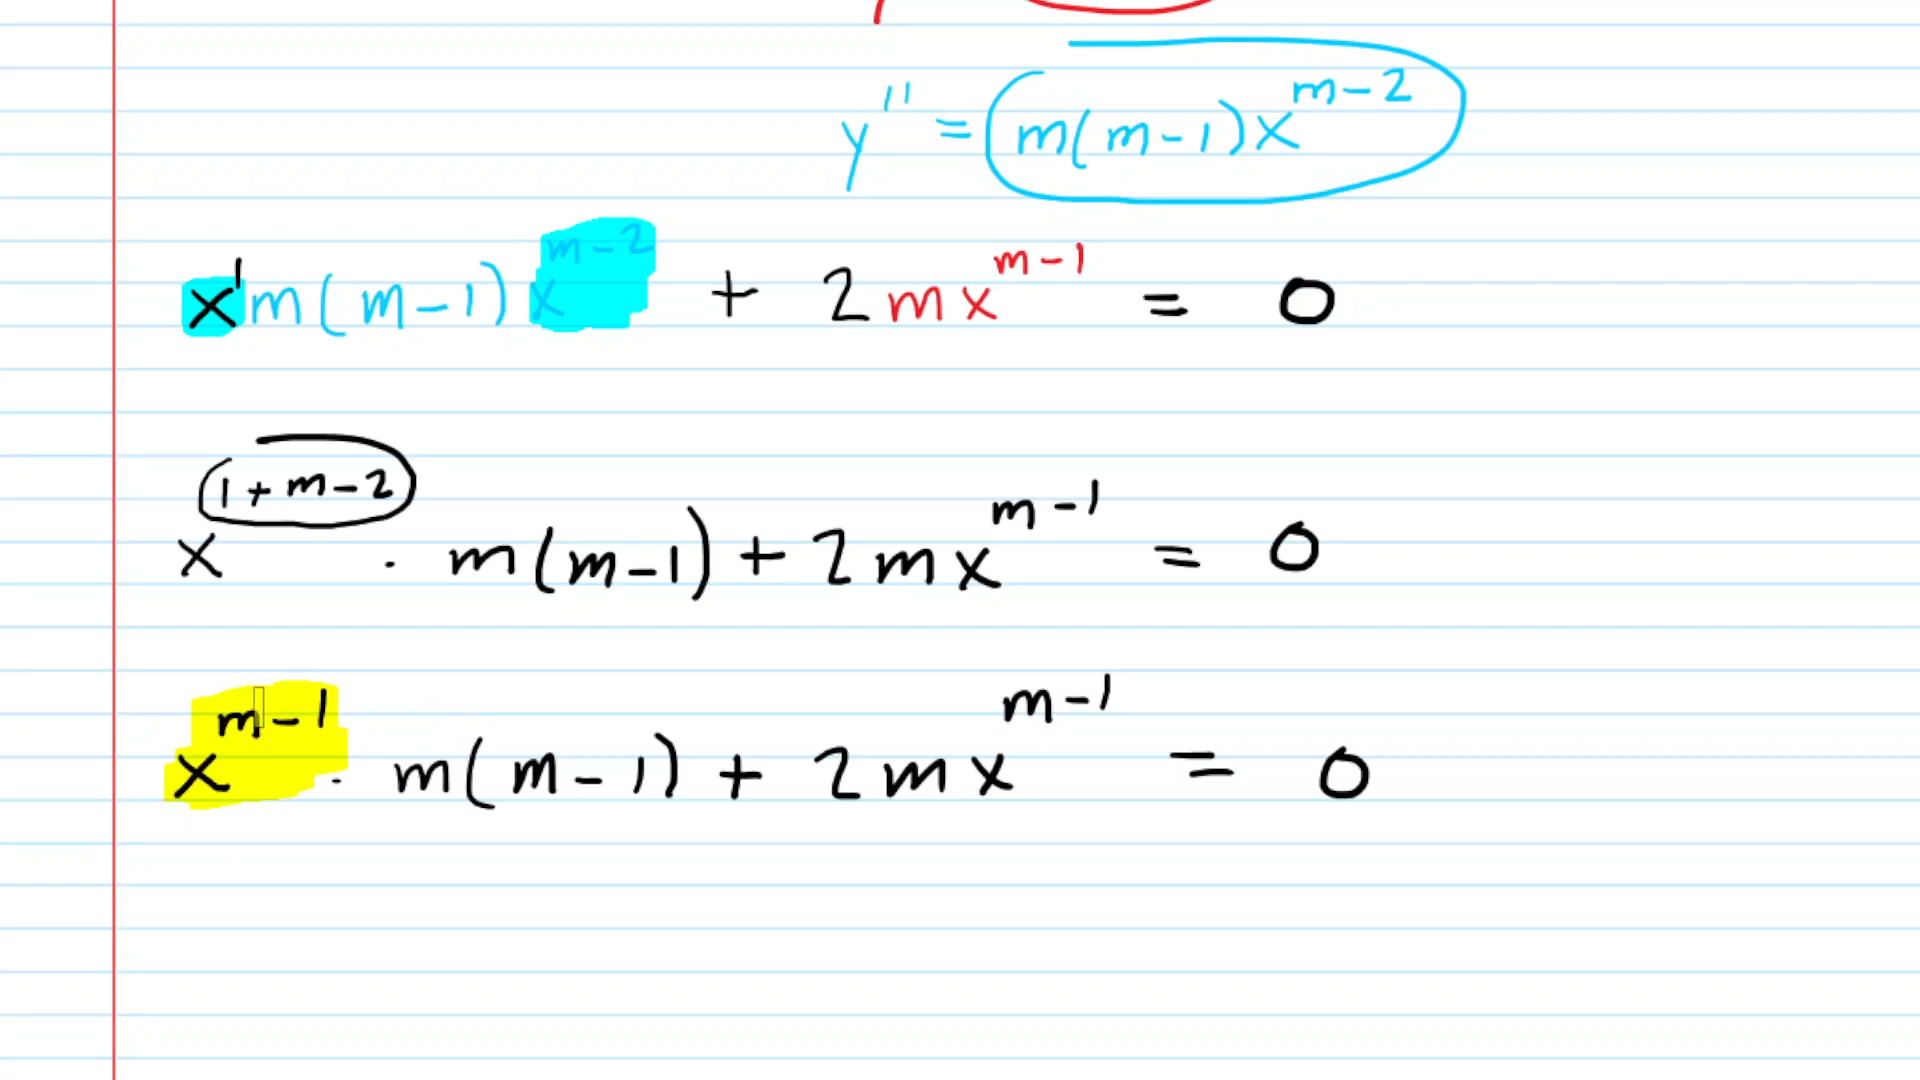 y'' = m(m-1)x^{m-2}
x^1 m(m-1)x^{m-2} + 2mx^{m-1} = 0
x^{1+m-2} · m(m-1) + 2mx^{m-1} = 0
x^{m-1} · m(m-1) + 2mx^{m-1} = 0